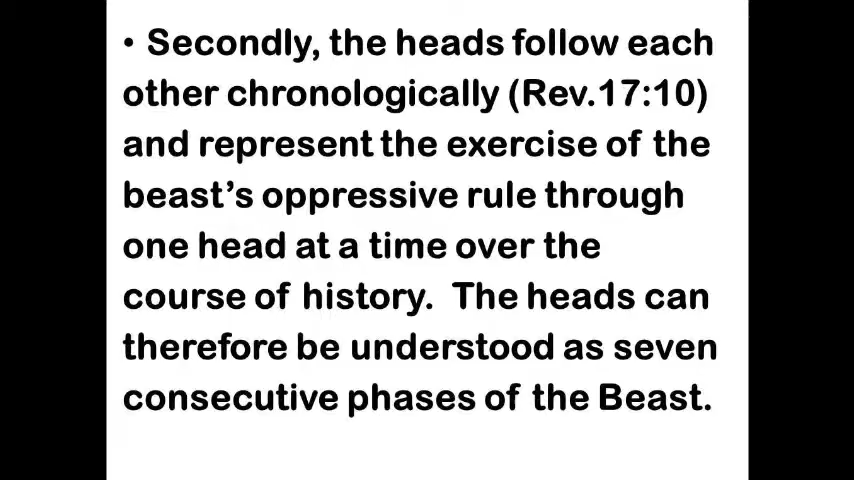 • Secondly, the heads follow each
other chronologically (Rev.17:10)
and represent the exercise of the
beast’s oppressive rule through
one head at a time over the
course of history.  The heads can
therefore be understood as seven
consecutive phases of the Beast.